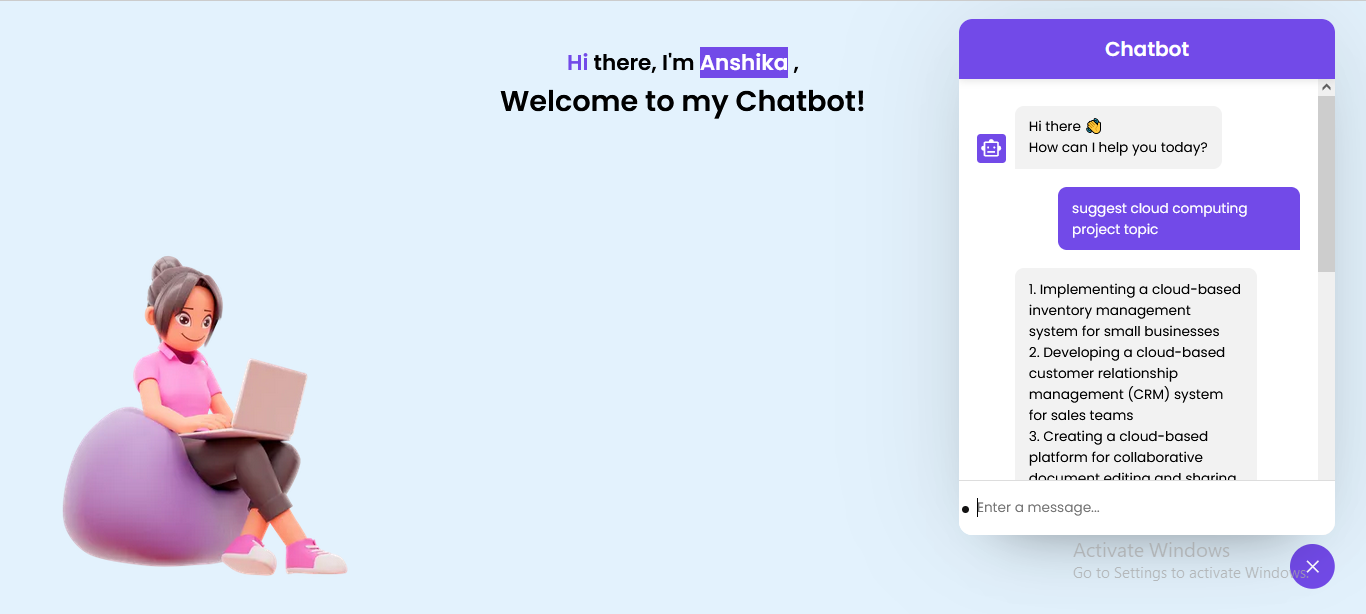 Hi there, I'm Anshika ,
Welcome to my Chatbot!
Chatbot
Hi there 👋
How can I help you today?
suggest cloud computing
project topic
1. Implementing a cloud-based
inventory management
system for small businesses
2. Developing a cloud-based
customer relationship
management (CRM) system
for sales teams
3. Creating a cloud-based
platform for collaborative
document editing and sharing
Enter a message...
Activate Windows
Go to Settings to activate Windows.